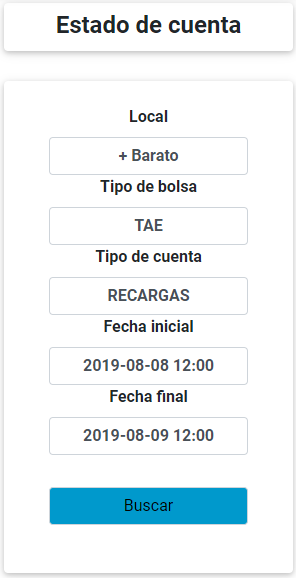 Estado de cuenta
Local
+ Barato
Tipo de bolsa
TAE
Tipo de cuenta
RECARGAS
Fecha inicial
2019-08-08 12:00
Fecha final
2019-08-09 12:00
Buscar